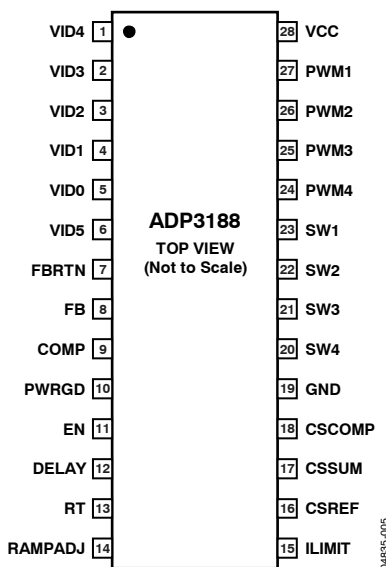 VID4 1 28 VCC
VID3 2 27 PWM1
VID2 3 26 PWM2
VID1 4 25 PWM3
VID0 5 24 PWM4
ADP3188
VID5 6 23 SW1
TOP VIEW
(Not to Scale)
FBRTN 7 22 SW2
FB 8 21 SW3
COMP 9 20 SW4
PWRGD 10 19 GND
EN 11 18 CSCOMP
DELAY 12 17 CSSUM
RT 13 16 CSREF
RAMPADJ 14 15 ILIMIT
04835-005